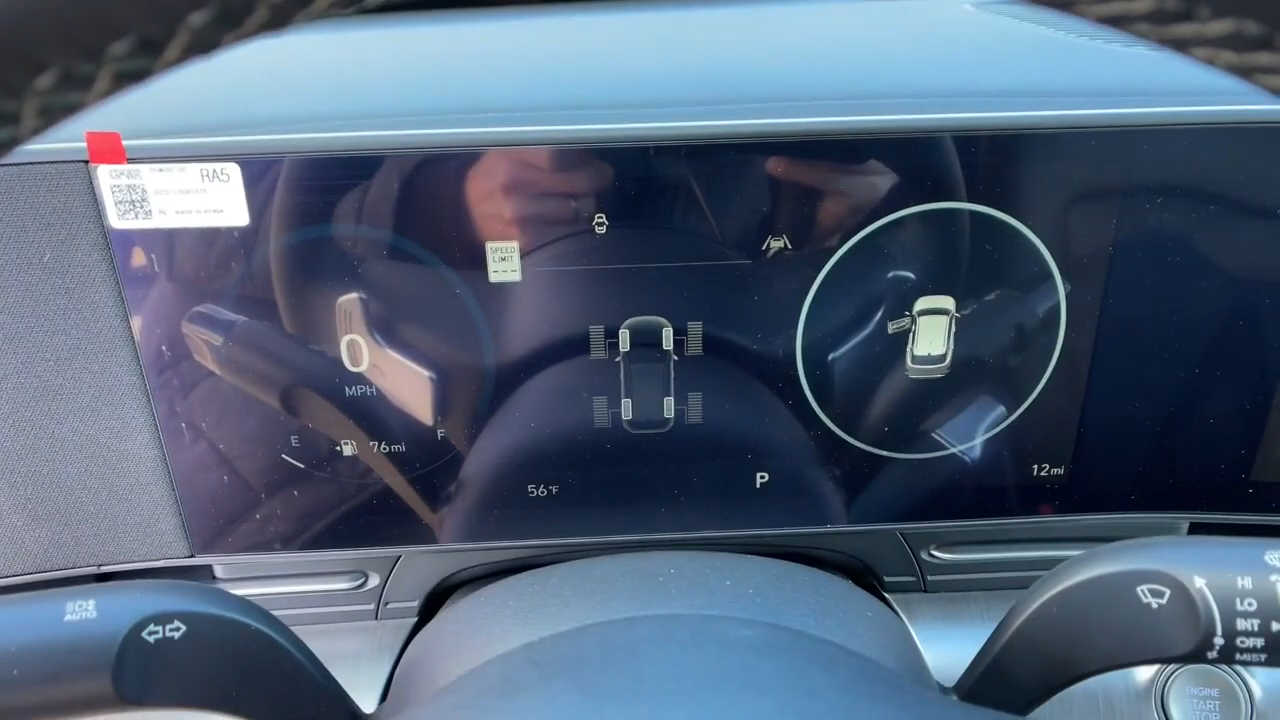 RA5
SPEED
LIMIT
---
0
MPH
E
F
76mi
56°F
P
12mi
AUTO
HI
LO
INT
OFF
MIST
ENGINE
START
STOP